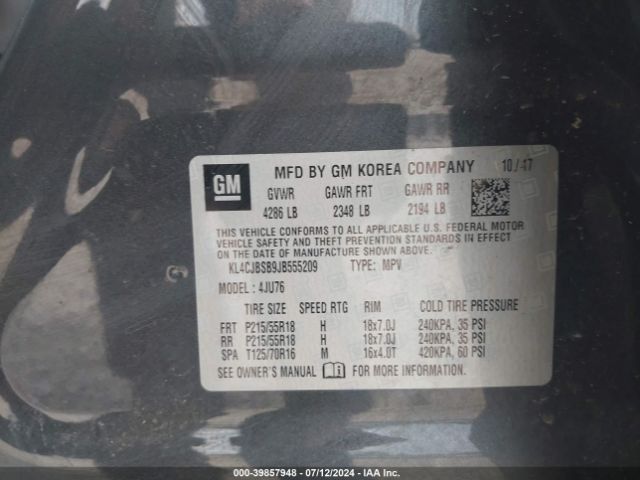 GM
MFD BY GM KOREA COMPANY 10/17
GVWR GAWR FRT GAWR RR
4286 LB 2348 LB 2194 LB
THIS VEHICLE CONFORMS TO ALL APPLICABLE U.S. FEDERAL MOTOR
VEHICLE SAFETY AND THEFT PREVENTION STANDARDS IN EFFECT
ON THE DATE OF MANUFACTURE SHOWN ABOVE.
KL4CJBSB9JB555209 TYPE: MPV
MODEL: 4JU76
TIRE SIZE SPEED RTG RIM COLD TIRE PRESSURE
FRT P215/55R18 H 18x7.0J 240KPA, 35 PSI
RR P215/55R18 H 18x7.0J 240KPA, 35 PSI
SPA T125/70R16 M 16x4.0T 420KPA, 60 PSI
SEE OWNER'S MANUAL FOR MORE INFORMATION.
000-39857948 - 07/12/2024 - IAA Inc.